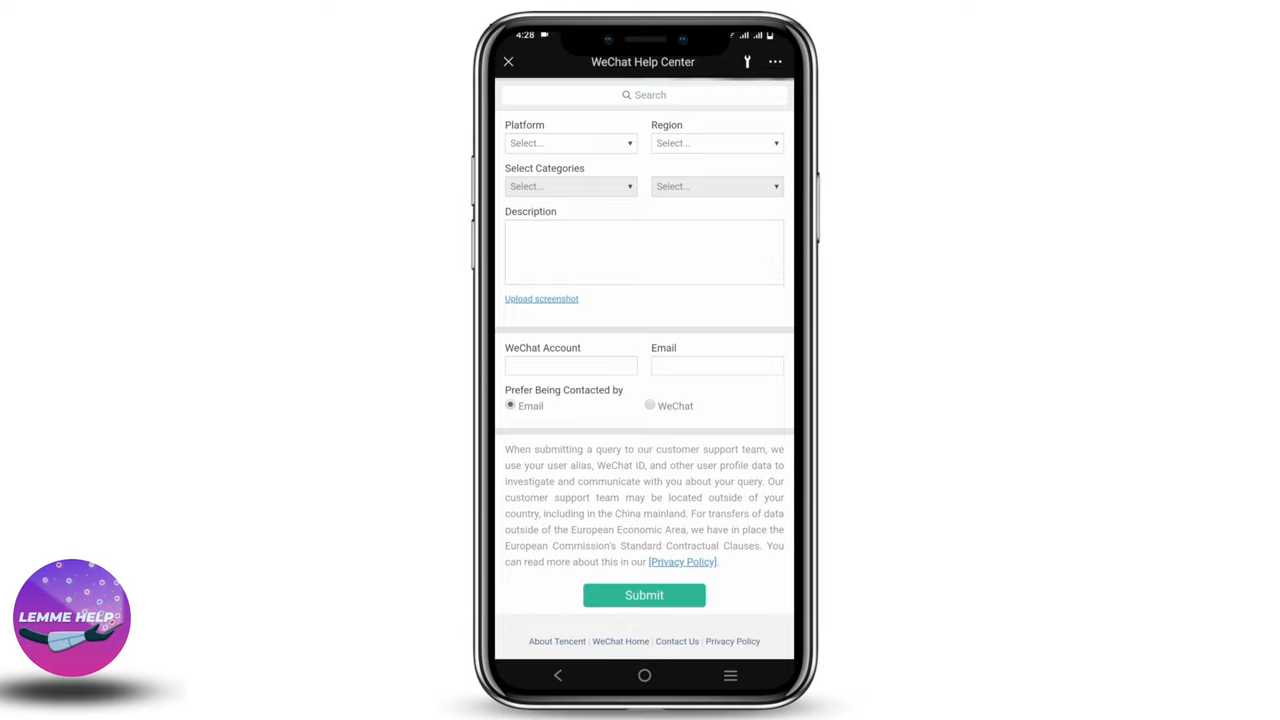 4:28
WeChat Help Center
Search
Platform
Region
Select...
Select...
Select Categories
Select...
Select...
Description
Upload screenshot
WeChat Account
Email
Prefer Being Contacted by
Email
WeChat
When submitting a query to our customer support team, we
use your user alias, WeChat ID, and other user profile data to
investigate and communicate with you about your query. Our
customer support team may be located outside of your
country, including in the China mainland. For transfers of data
outside of the European Economic Area, we have in place the
European Commission's Standard Contractual Clauses. You
can read more about this in our [Privacy Policy].
Submit
About Tencent | WeChat Home | Contact Us | Privacy Policy
LEMME HELP